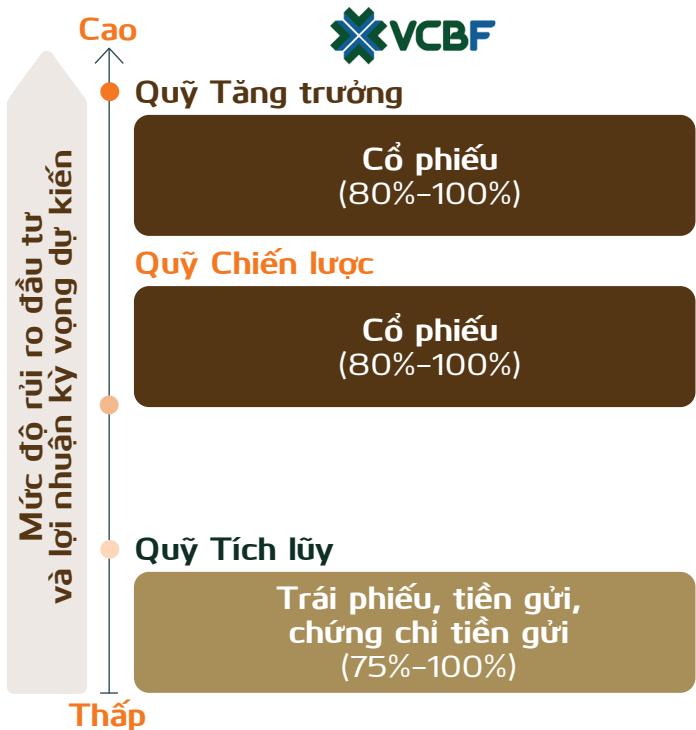 Cao
VCBF
Quỹ Tăng trưởng
Cổ phiếu
(80%-100%)
Quỹ Chiến lược
Cổ phiếu
(80%-100%)
Mức độ rủi ro đầu tư
và lợi nhuận kỳ vọng dự kiến
Quỹ Tích lũy
Trái phiếu, tiền gửi,
chứng chỉ tiền gửi
(75%-100%)
Thấp